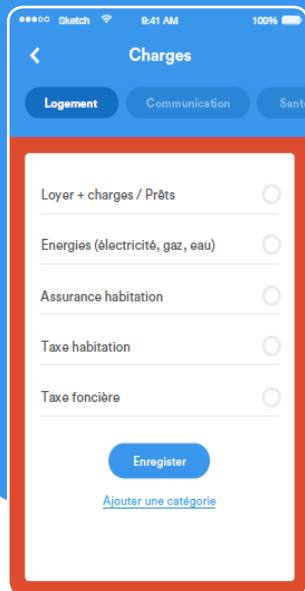 Sketch 9:41 AM 100%
Charges
Logement Communication Sant
Loyer + charges / Prêts
Energies (électricité, gaz, eau)
Assurance habitation
Taxe habitation
Taxe foncière
Enregister
Ajouter une catégorie